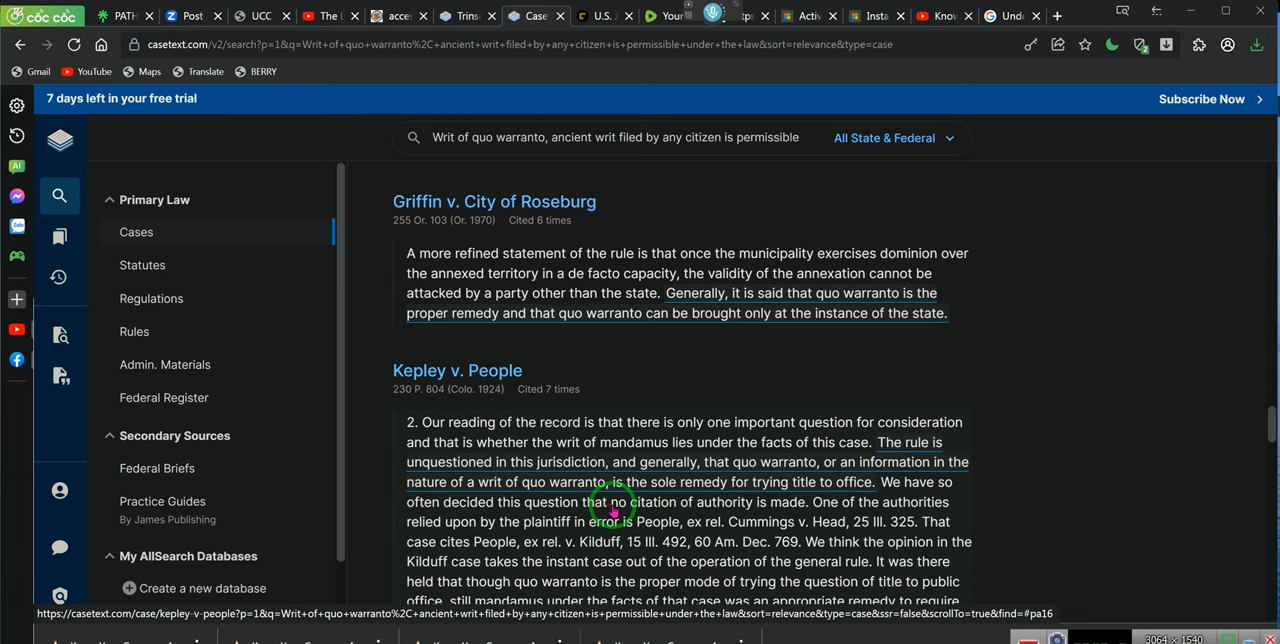 cốc cốc
PATH
Post
UCC
The L
acces
Trins
Case
U.S. J
Your
ps
Activ
Insta
Know
Unde
casetext.com/v2/search?p=1&q=Writ+of+quo+warranto%2C+ancient+writ+filed+by+any+citizen+is+permissible+under+the+law&sort=relevance&type=case
Gmail
YouTube
Maps
Translate
BERRY
7 days left in your free trial
Subscribe Now
Writ of quo warranto, ancient writ filed by any citizen is permissible
All State & Federal
Primary Law
Cases
Statutes
Regulations
Rules
Admin. Materials
Federal Register
Secondary Sources
Federal Briefs
Practice Guides
By James Publishing
My AllSearch Databases
Create a new database
Griffin v. City of Roseburg
255 Or. 103 (Or. 1970) Cited 6 times
A more refined statement of the rule is that once the municipality exercises dominion over
the annexed territory in a de facto capacity, the validity of the annexation cannot be
attacked by a party other than the state. Generally, it is said that quo warranto is the
proper remedy and that quo warranto can be brought only at the instance of the state.
Kepley v. People
230 P. 804 (Colo. 1924) Cited 7 times
2. Our reading of the record is that there is only one important question for consideration
and that is whether the writ of mandamus lies under the facts of this case. The rule is
unquestioned in this jurisdiction, and generally, that quo warranto, or an information in the
nature of a writ of quo warranto, is the sole remedy for trying title to office. We have so
often decided this question that no citation of authority is made. One of the authorities
relied upon by the plaintiff in error is People, ex rel. Cummings v. Head, 25 Ill. 325. That
case cites People, ex rel. v. Kilduff, 15 Ill. 492, 60 Am. Dec. 769. We think the opinion in the
Kilduff case takes the instant case out of the operation of the general rule. It was there
held that though quo warranto is the proper mode of trying the question of title to public
office, still mandamus under the facts of that case was an appropriate remedy to require
https://casetext.com/case/kepley-v-people?p=1&q=Writ+of+quo+warranto%2C+ancient+writ+filed+by+any+citizen+is+permissible+under+the+law&sort=relevance&type=case&ssr=false&scrollTo=true&find=#pa16
3064 × 1540